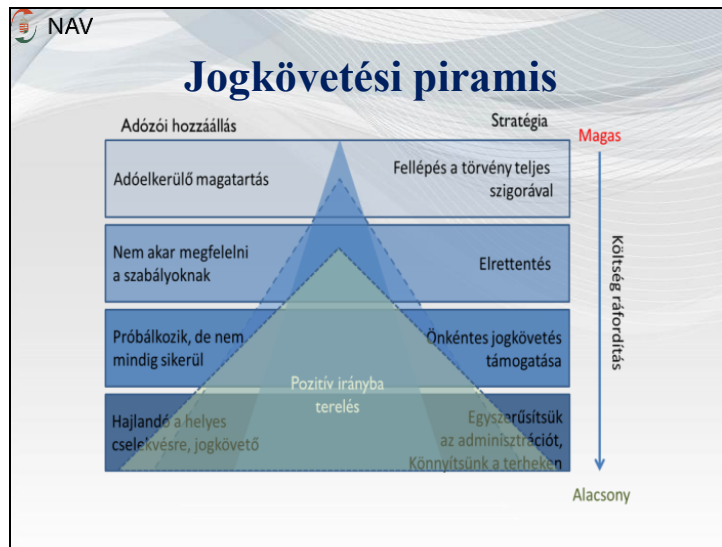 NAV
Jogkövetési piramis
Adózói hozzáállás
Stratégia
Magas
Adóelkerülő magatartás
Fellépés a törvény teljes
szigorával
Nem akar megfelelni
a szabályoknak
Elrettentés
Próbálkozik, de nem
mindig sikerül
Önkéntes jogkövetés
támogatása
Pozitív irányba
terelés
Hajlandó a helyes
cselekvésre, jogkövető
Egyszerűsítsük
az adminisztrációt,
Könnyítsünk a terheken
Költség ráfordítás
Alacsony